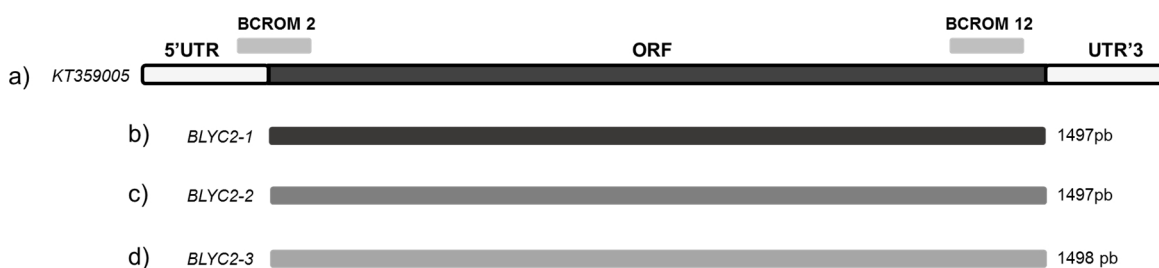 BCROM 2 BCROM 12
5'UTR ORF UTR'3
a) KT359005
b) BLYC2-1 1497pb
c) BLYC2-2 1497pb
d) BLYC2-3 1498 pb